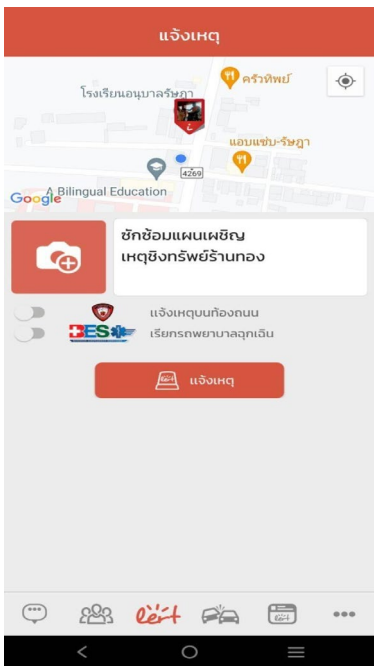 แจ้งเหตุ
ครัวทิพย์
โรงเรียนอนุบาลรัษฎา
แอบแซ่บ-รัษฎา
4269
A Bilingual Education
Google
ซักซ้อมแผนเผชิญ
เหตุชิงทรัพย์ร้านทอง
แจ้งเหตุบนท้องถนน
เรียกรถพยาบาลฉุกเฉิน
แจ้งเหตุ